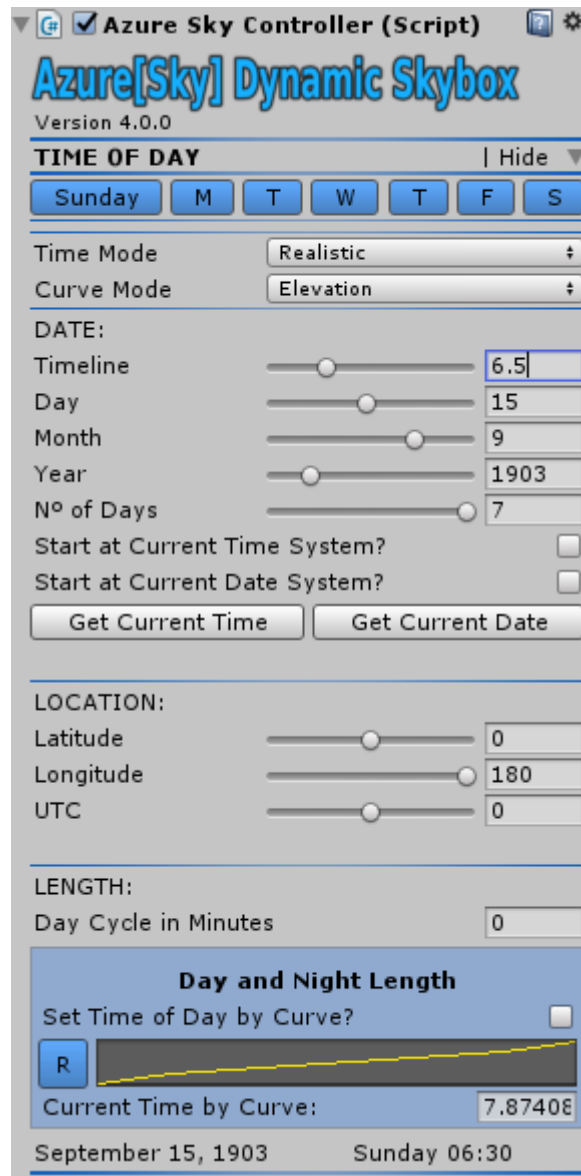 Azure Sky Controller (Script)
Azure[Sky] Dynamic Skybox
Version 4.0.0
TIME OF DAY | Hide
Sunday M T W T F S
Time Mode Realistic
Curve Mode Elevation
DATE:
Timeline 6.5
Day 15
Month 9
Year 1903
Nº of Days 7
Start at Current Time System?
Start at Current Date System?
Get Current Time Get Current Date
LOCATION:
Latitude 0
Longitude 180
UTC 0
LENGTH:
Day Cycle in Minutes 0
Day and Night Length
Set Time of Day by Curve?
R
Current Time by Curve: 7.87408
September 15, 1903 Sunday 06:30